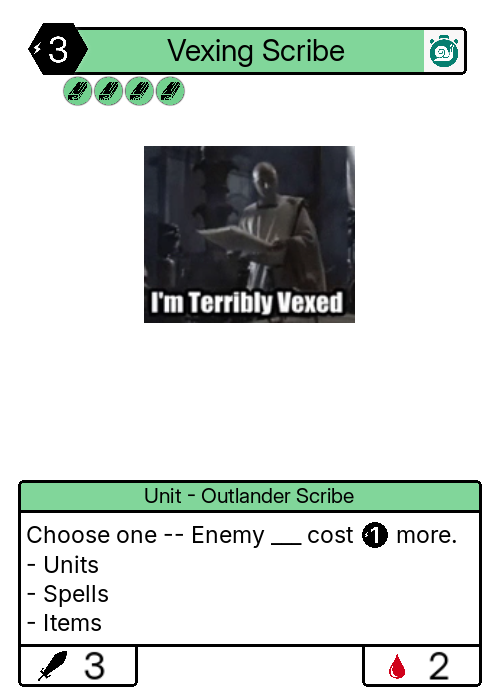 3 Vexing Scribe
I'm Terribly Vexed
Unit - Outlander Scribe
Choose one -- Enemy ___ cost 1 more.
- Units
- Spells
- Items
3 2